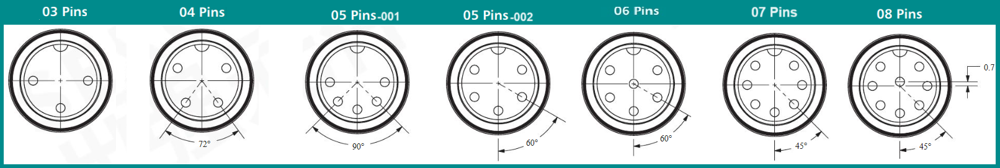 03 Pins
04 Pins
05 Pins-001
05 Pins-002
06 Pins
07 Pins
08 Pins
72°
90°
60°
60°
45°
45°
0.7